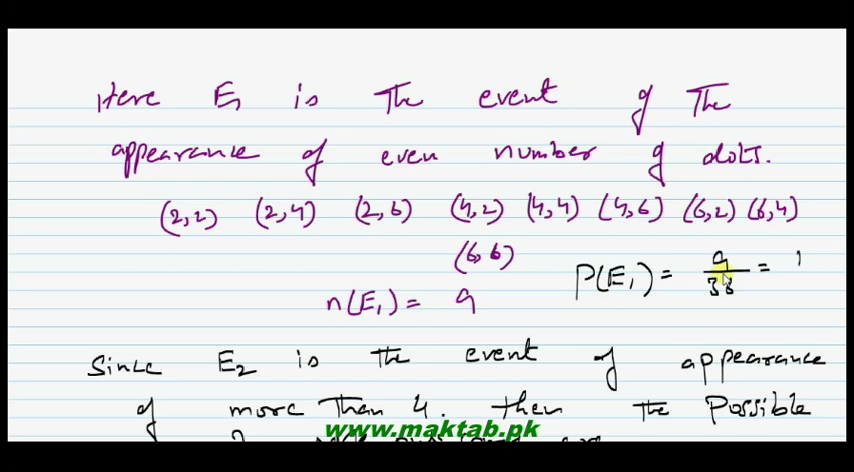 Here E1 is The event of The
appearance of even number of dots.
(2,2) (2,4) (2,6) (4,2) (4,4) (4,6) (6,2) (6,4)
(6,6)
n(E1) = 9
P(E1) = 9/36 = 1
Since E2 is the event of appearance
of more Than 4. then the Possible
www.maktab.pk